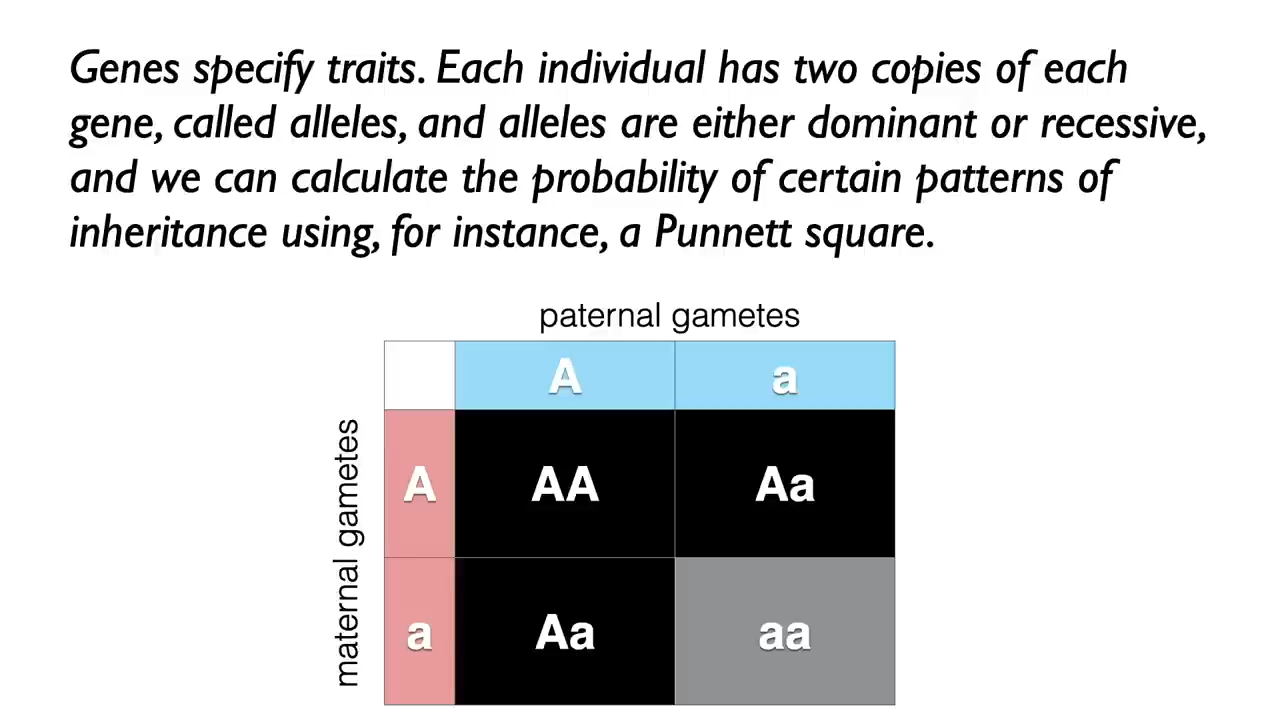 Genes specify traits. Each individual has two copies of each
gene, called alleles, and alleles are either dominant or recessive,
and we can calculate the probability of certain patterns of
inheritance using, for instance, a Punnett square.
paternal gametes
A a
maternal gametes
A AA Aa
a Aa aa